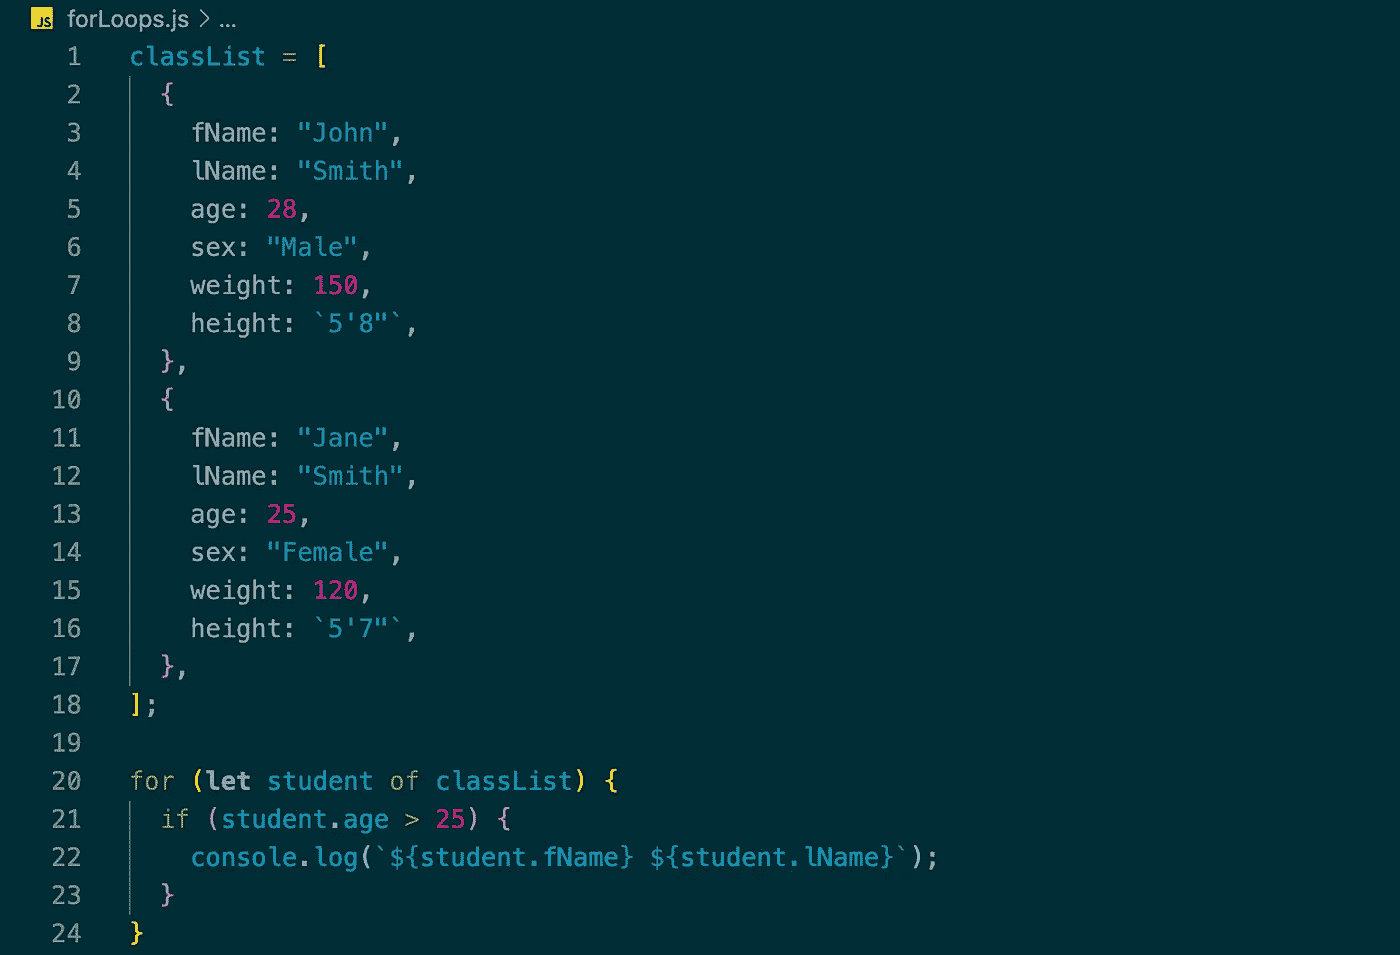 JS forLoops.js > ...
1 classList = [
2 {
3 fName: "John",
4 lName: "Smith",
5 age: 28,
6 sex: "Male",
7 weight: 150,
8 height: `5'8"`,
9 },
10 {
11 fName: "Jane",
12 lName: "Smith",
13 age: 25,
14 sex: "Female",
15 weight: 120,
16 height: `5'7"`,
17 },
18 ];
19
20 for (let student of classList) {
21 if (student.age > 25) {
22 console.log(`${student.fName} ${student.lName}`);
23 }
24 }